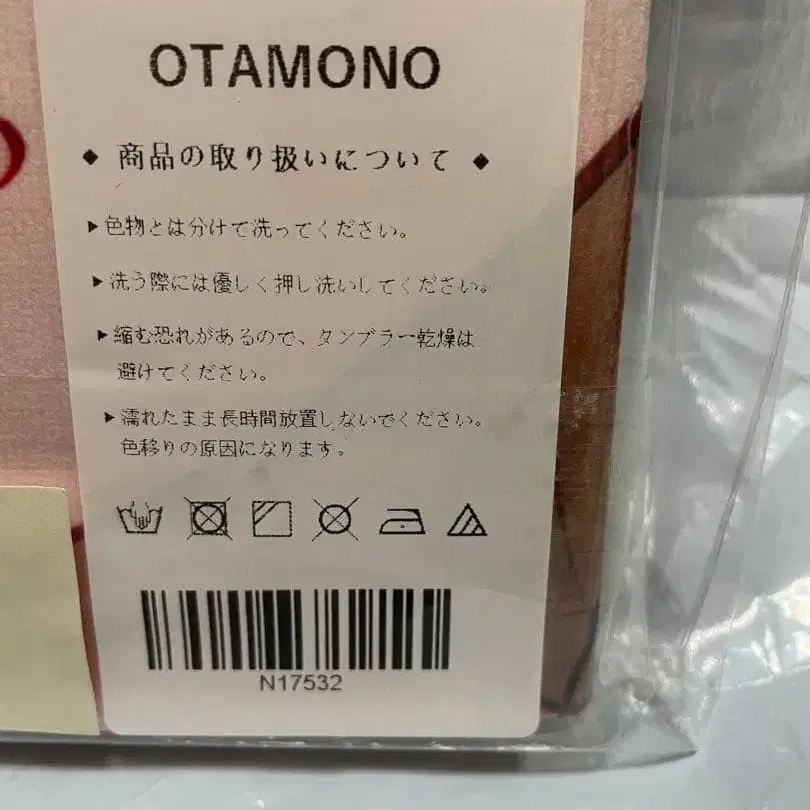 OTAMONO
◆ 商品の取り扱いについて ◆
▶色物とは分けて洗ってください。
▶洗う際には優しく押し洗いしてください。
▶縮む恐れがあるので、タンブラー乾燥は
避けてください。
▶濡れたまま長時間放置しないでください。
色移りの原因になります。
N17532